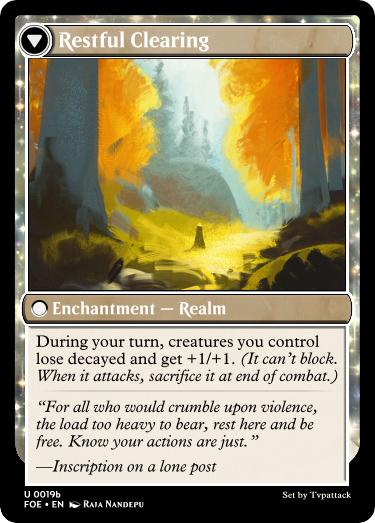 Restful Clearing
Enchantment — Realm
During your turn, creatures you control
lose decayed and get +1/+1. (It can't block.
When it attacks, sacrifice it at end of combat.)
“For all who would crumble upon violence,
the load too heavy to bear, rest here and be
free. Know your actions are just.”
—Inscription on a lone post
U 0019b
FOE • EN Raja Nandepu
Set by Tvpattack